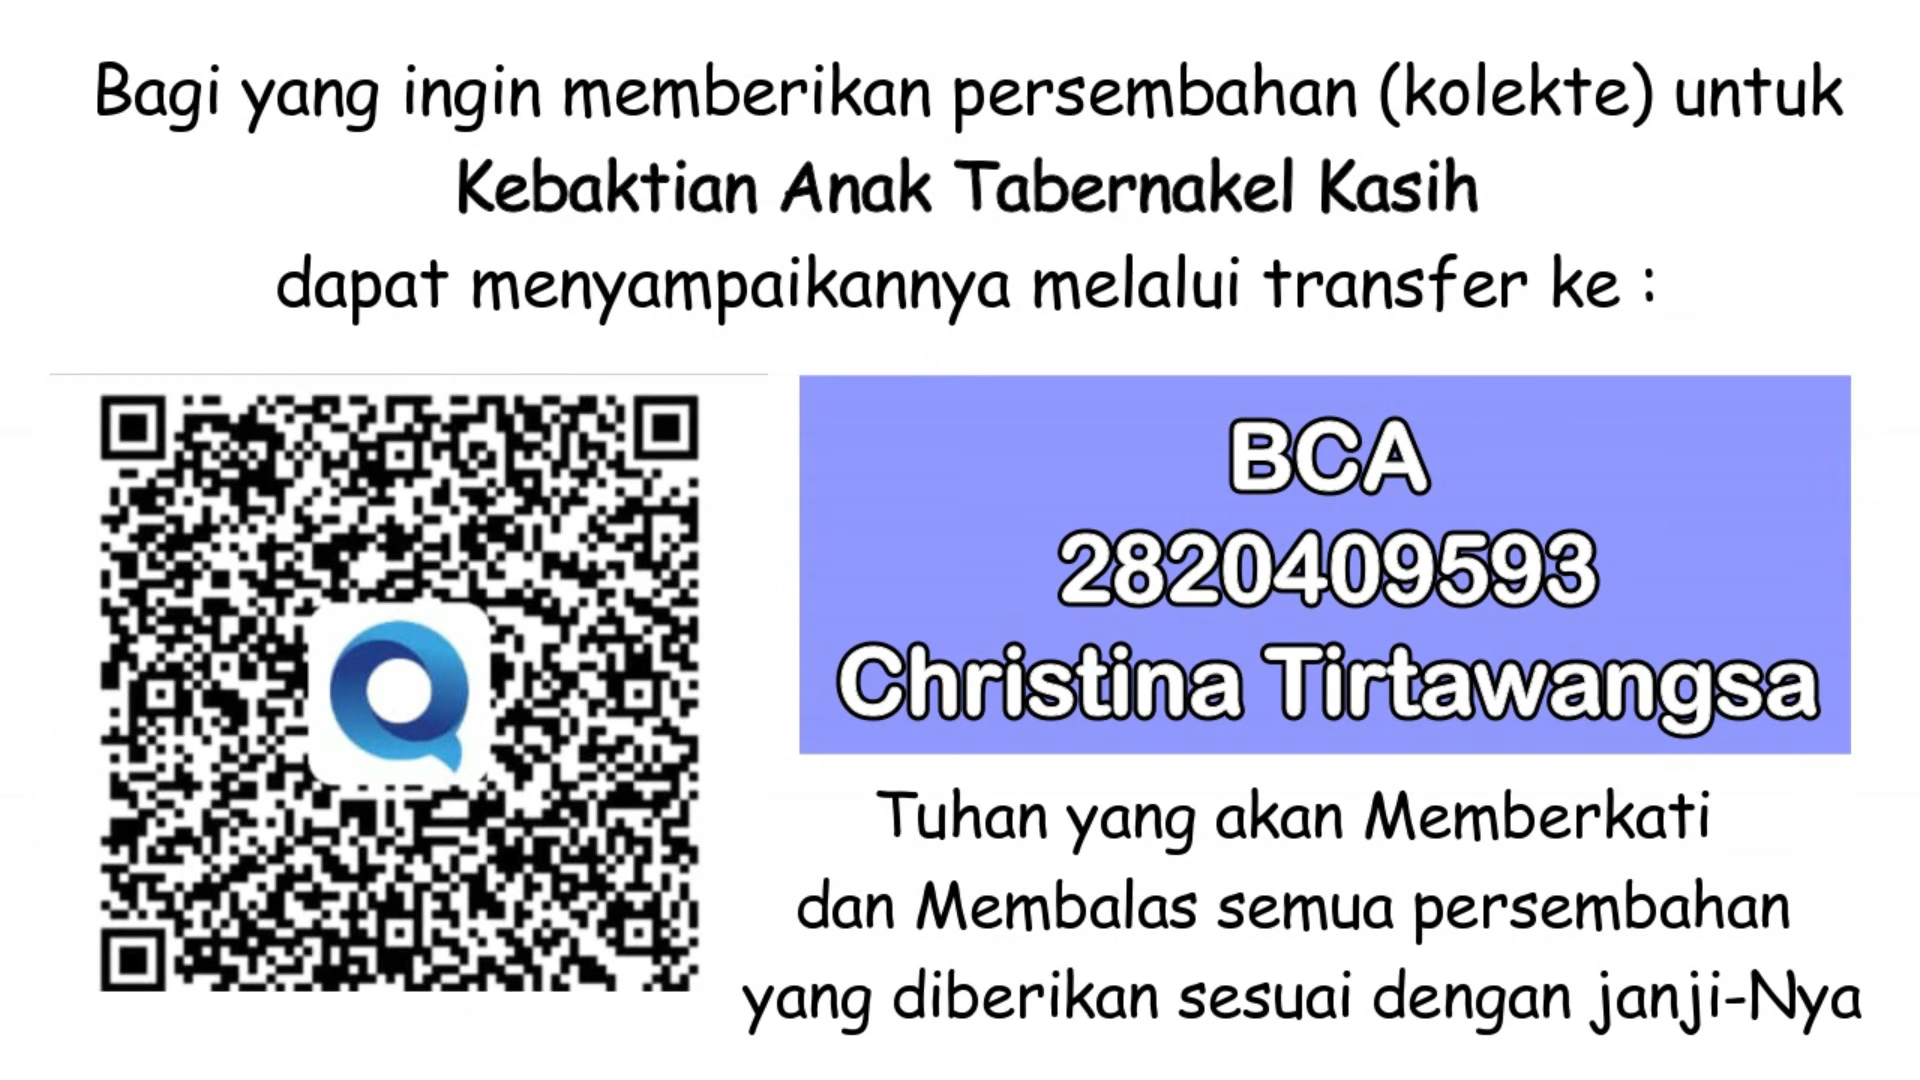 Bagi yang ingin memberikan persembahan (kolekte) untuk
Kebaktian Anak Tabernakel Kasih
dapat menyampaikannya melalui transfer ke :
BCA
2820409593
Christina Tirtawangsa
Tuhan yang akan Memberkati
dan Membalas semua persembahan
yang diberikan sesuai dengan janji-Nya